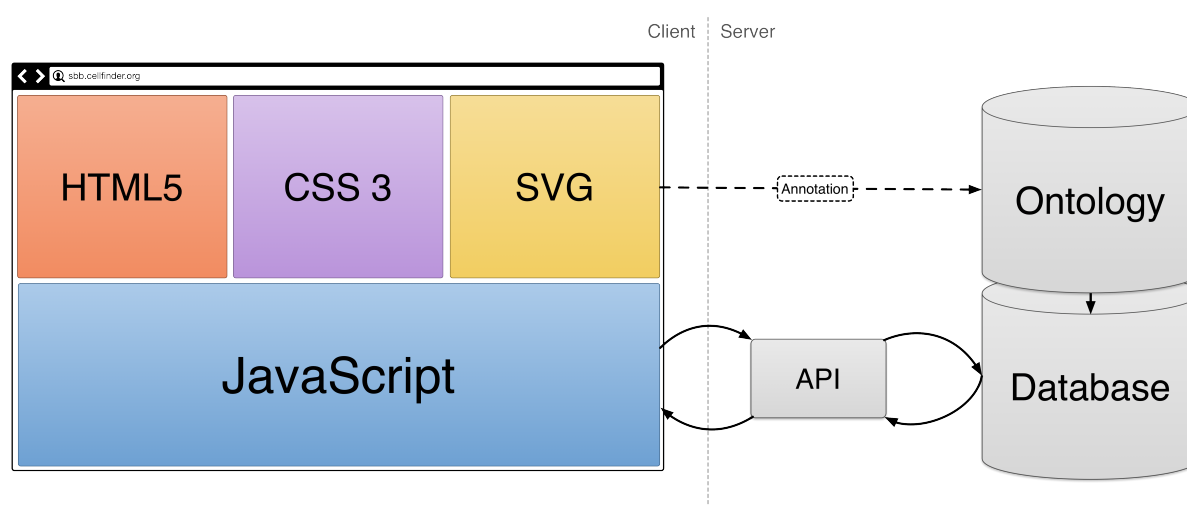 Client
Server
sbb.cellfinder.org
HTML5
CSS 3
SVG
Annotation
Ontology
JavaScript
API
Database